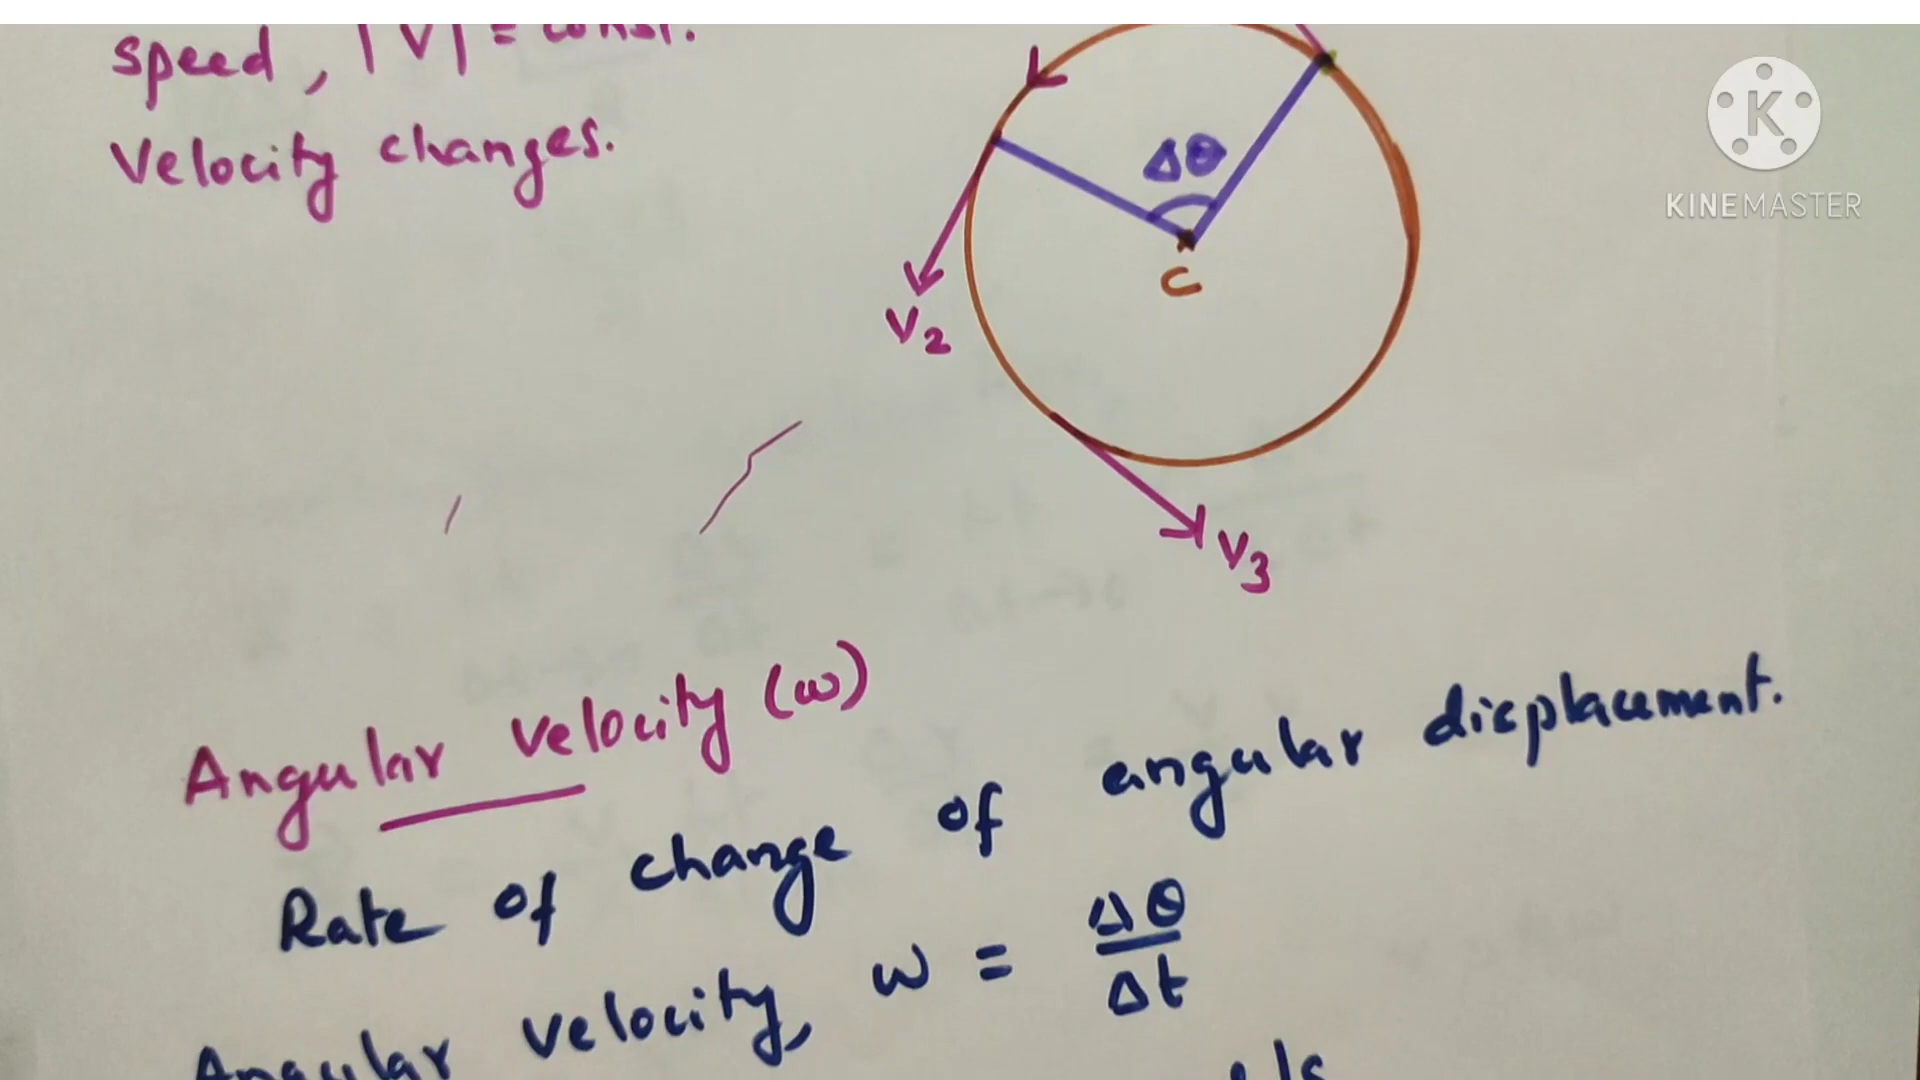 speed, |V| = const.
Velocity changes.
Δθ
C
V2
V3
K
KINEMASTER
Angular Velocity (ω)
Rate of change of angular displacement.
Angular velocity, ω = Δθ/Δt